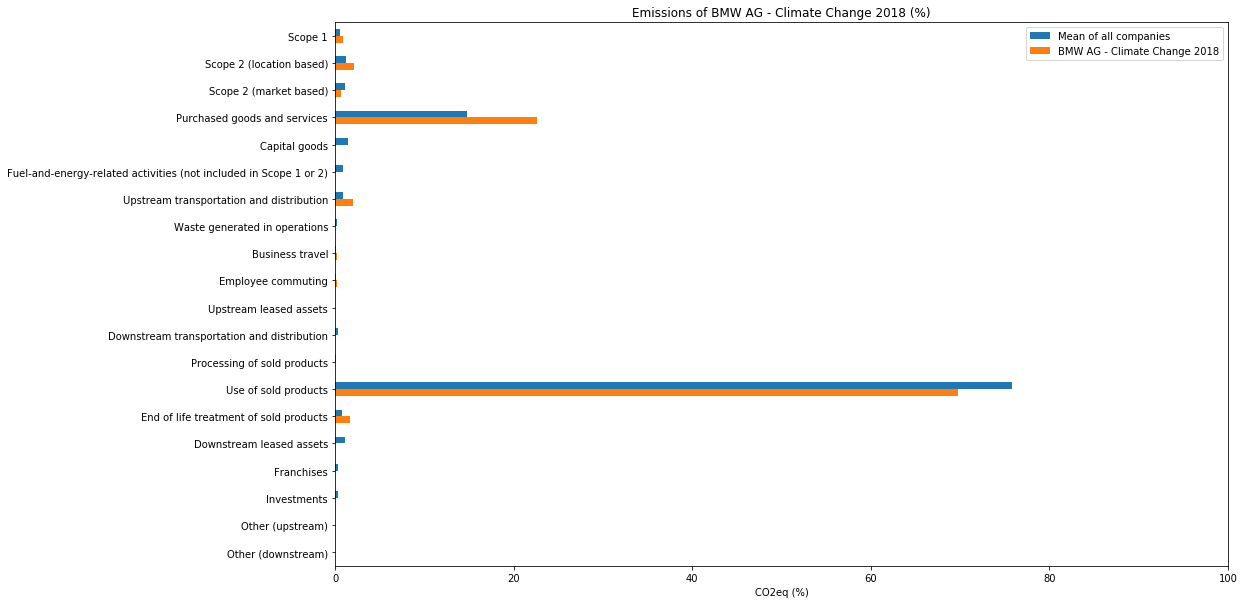 Emissions of BMW AG - Climate Change 2018 (%)
Mean of all companies
BMW AG - Climate Change 2018
Scope 1
Scope 2 (location based)
Scope 2 (market based)
Purchased goods and services
Capital goods
Fuel-and-energy-related activities (not included in Scope 1 or 2)
Upstream transportation and distribution
Waste generated in operations
Business travel
Employee commuting
Upstream leased assets
Downstream transportation and distribution
Processing of sold products
Use of sold products
End of life treatment of sold products
Downstream leased assets
Franchises
Investments
Other (upstream)
Other (downstream)
0 20 40 60 80 100
CO2eq (%)